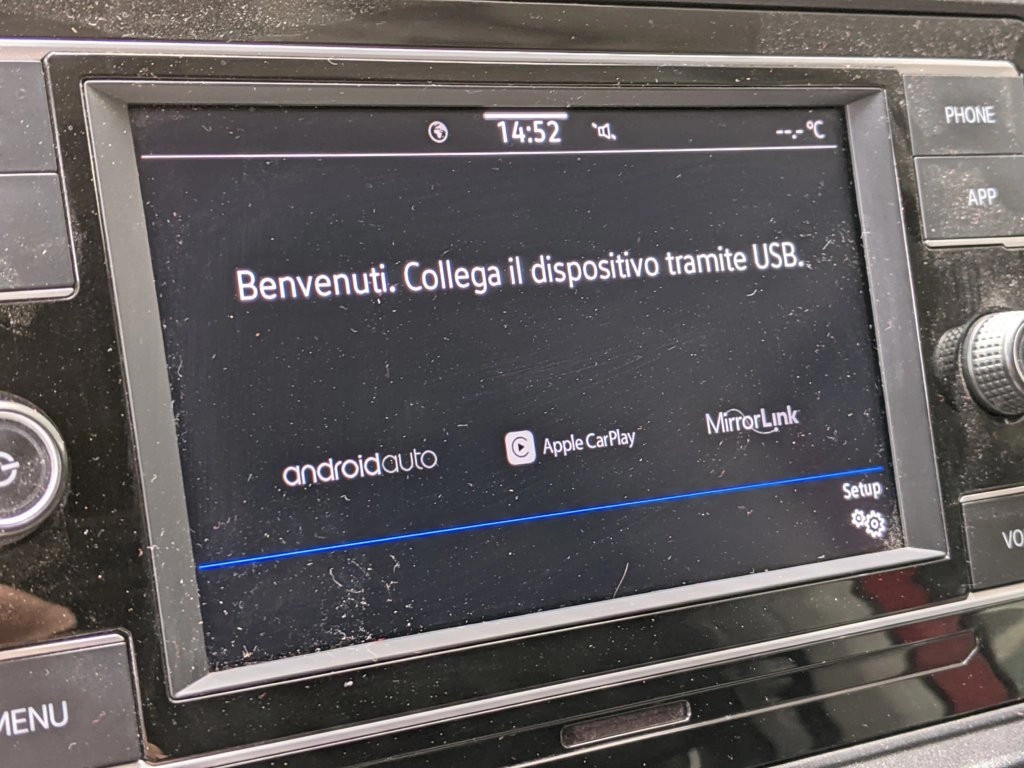 14:52
--.- °C
PHONE
APP
Benvenuti. Collega il dispositivo tramite USB.
androidauto
Apple CarPlay
MirrorLink
Setup
MENU